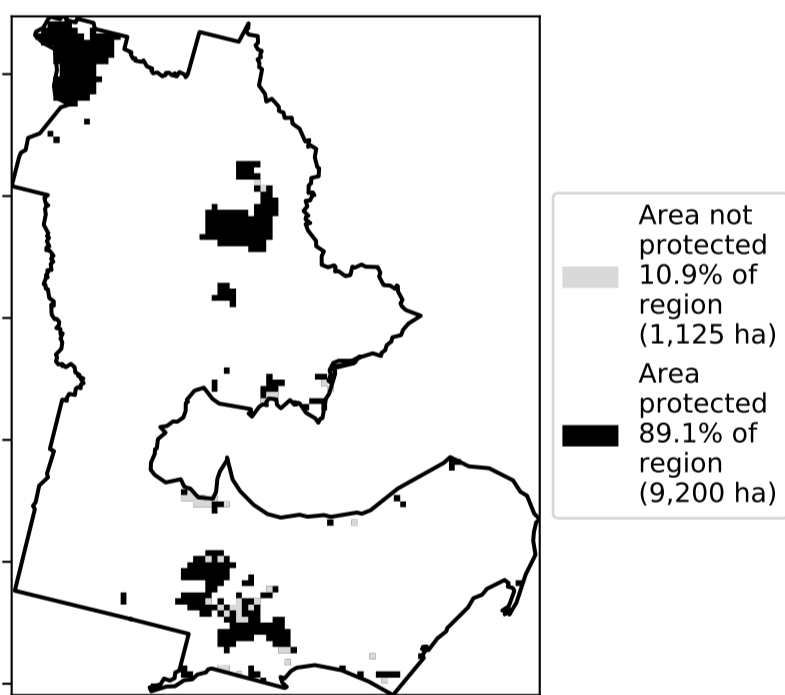 Area not
protected
10.9% of
region
(1,125 ha)
Area
protected
89.1% of
region
(9,200 ha)